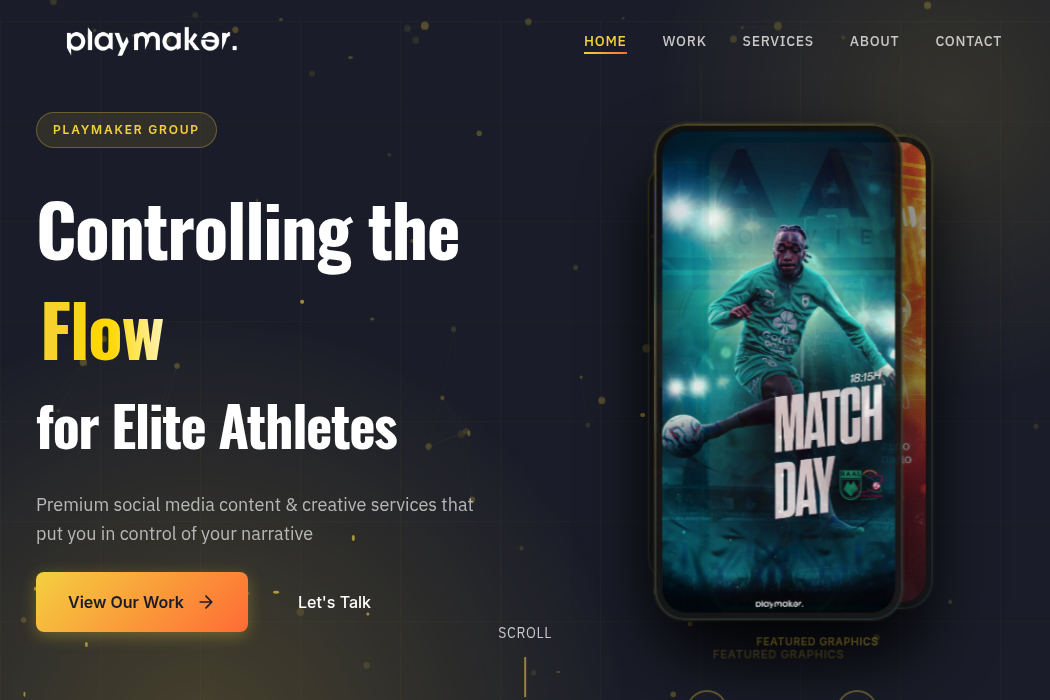 playmaker.
HOME WORK SERVICES ABOUT CONTACT
PLAYMAKER GROUP
Controlling the
Flow
for Elite Athletes
Premium social media content & creative services that
put you in control of your narrative
View Our Work
Let's Talk
SCROLL
18:15H
MATCH
DAY
playmaker.
FEATURED GRAPHICS
FEATURED GRAPHICS